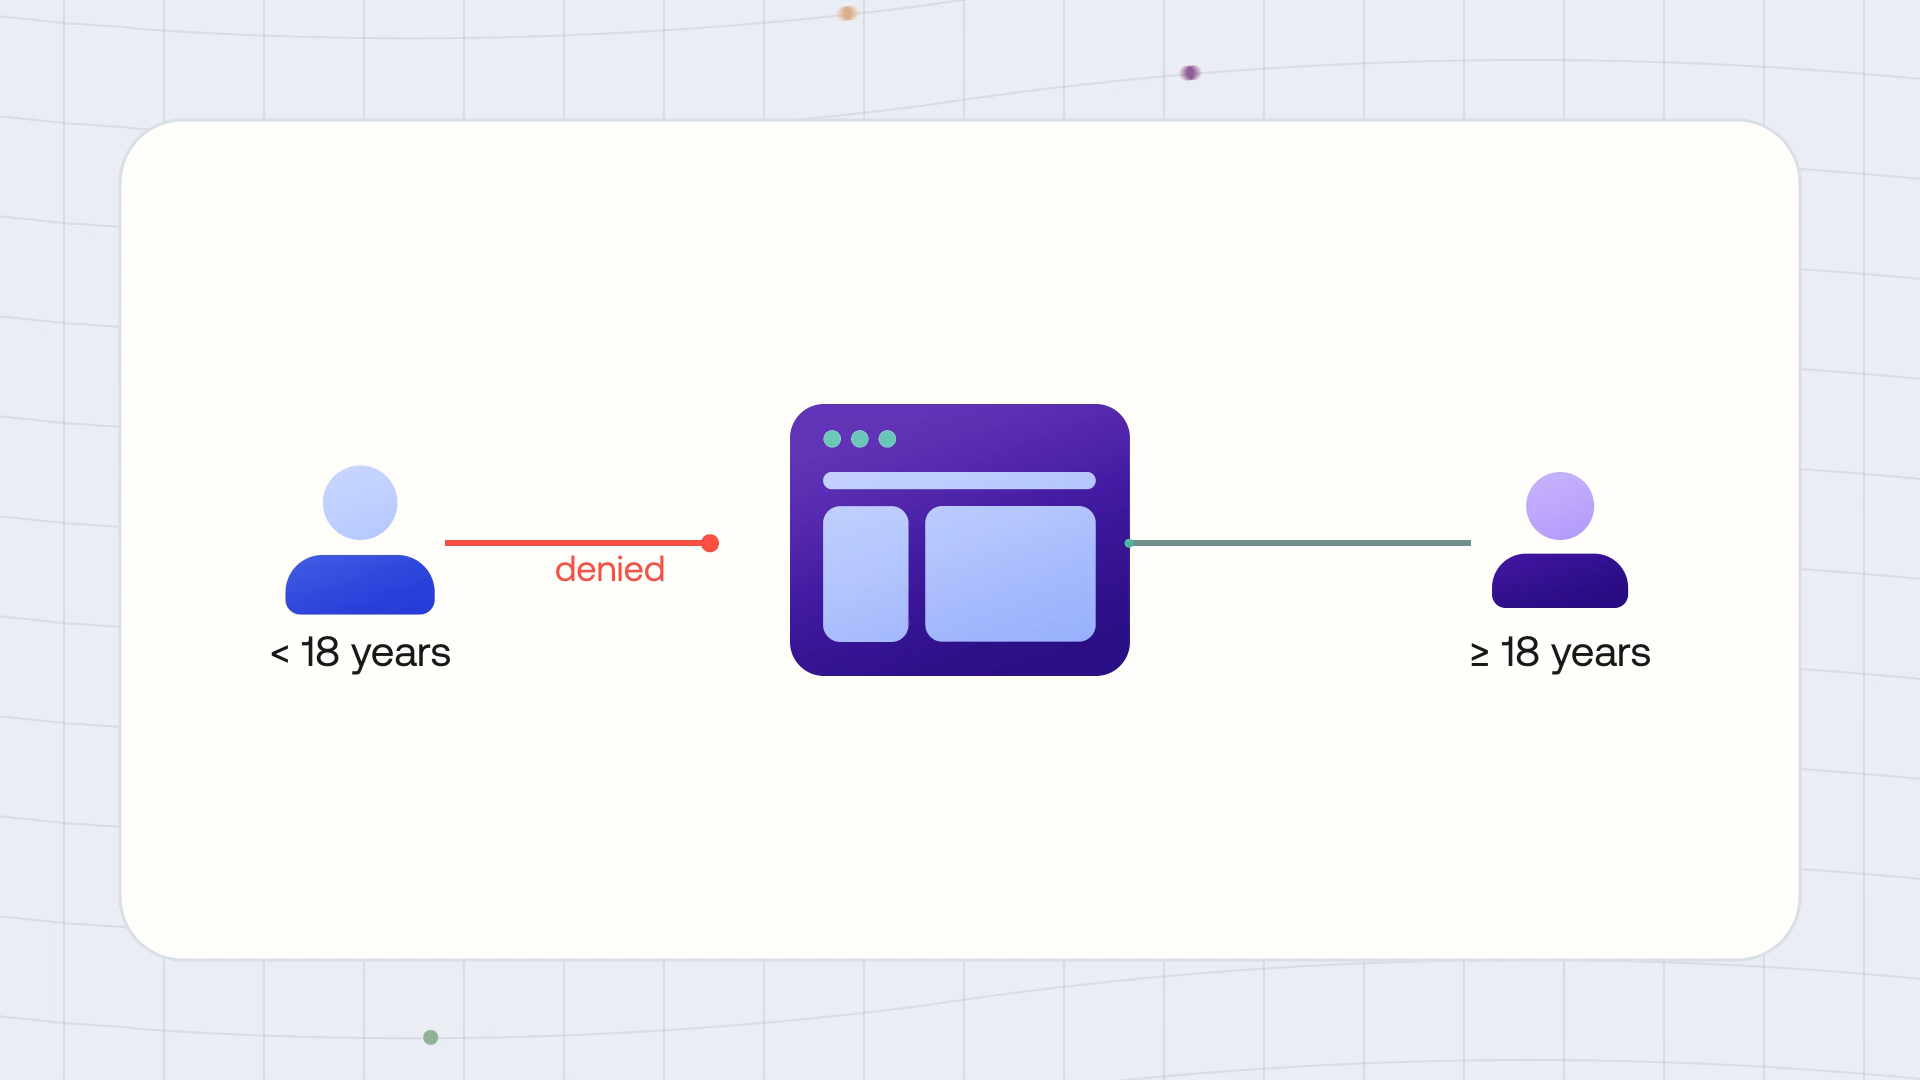 denied
< 18 years
≥ 18 years